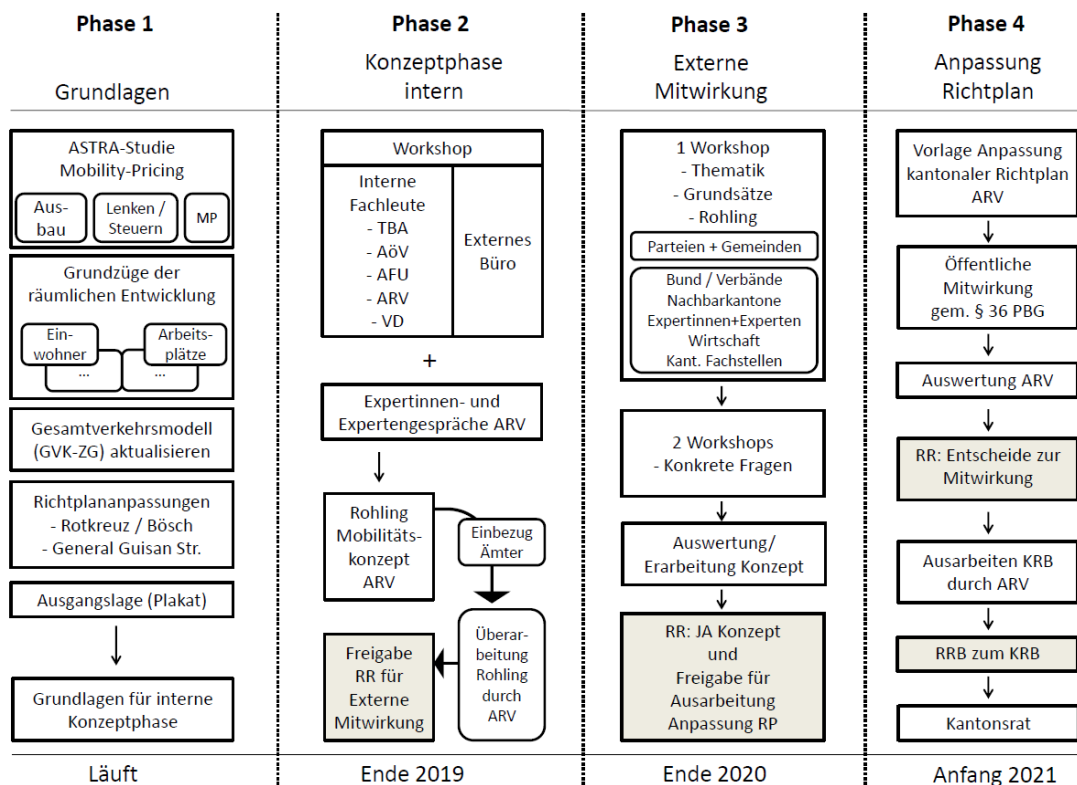 Phase 1
Grundlagen
ASTRA-Studie
Mobility-Pricing
Aus-
bau
Lenken /
Steuern
MP
Grundzüge der
räumlichen Entwicklung
Ein-
wohner
Arbeits-
plätze
...
...
Gesamtverkehrsmodell
(GVK-ZG) aktualisieren
Richtplananpassungen
- Rotkreuz / Bösch
- General Guisan Str.
Ausgangslage (Plakat)
Grundlagen für interne
Konzeptphase
Läuft
Phase 2
Konzeptphase
intern
Workshop
Interne
Fachleute
- TBA
- AöV
- AFU
- ARV
- VD
Externes
Büro
+
Expertinnen- und
Expertengespräche ARV
Rohling
Mobilitäts-
konzept
ARV
Einbezug
Ämter
Überar-
beitung
Rohling
durch
ARV
Freigabe
RR für
Externe
Mitwirkung
Ende 2019
Phase 3
Externe
Mitwirkung
1 Workshop
- Thematik
- Grundsätze
- Rohling
Parteien + Gemeinden
Bund / Verbände
Nachbarkantone
Expertinnen+Experten
Wirtschaft
Kant. Fachstellen
2 Workshops
- Konkrete Fragen
Auswertung/
Erarbeitung Konzept
RR: JA Konzept
und
Freigabe für
Ausarbeitung
Anpassung RP
Ende 2020
Phase 4
Anpassung
Richtplan
Vorlage Anpassung
kantonaler Richtplan
ARV
Öffentliche
Mitwirkung
gem. § 36 PBG
Auswertung ARV
RR: Entscheide zur
Mitwirkung
Ausarbeiten KRB
durch ARV
RRB zum KRB
Kantonsrat
Anfang 2021